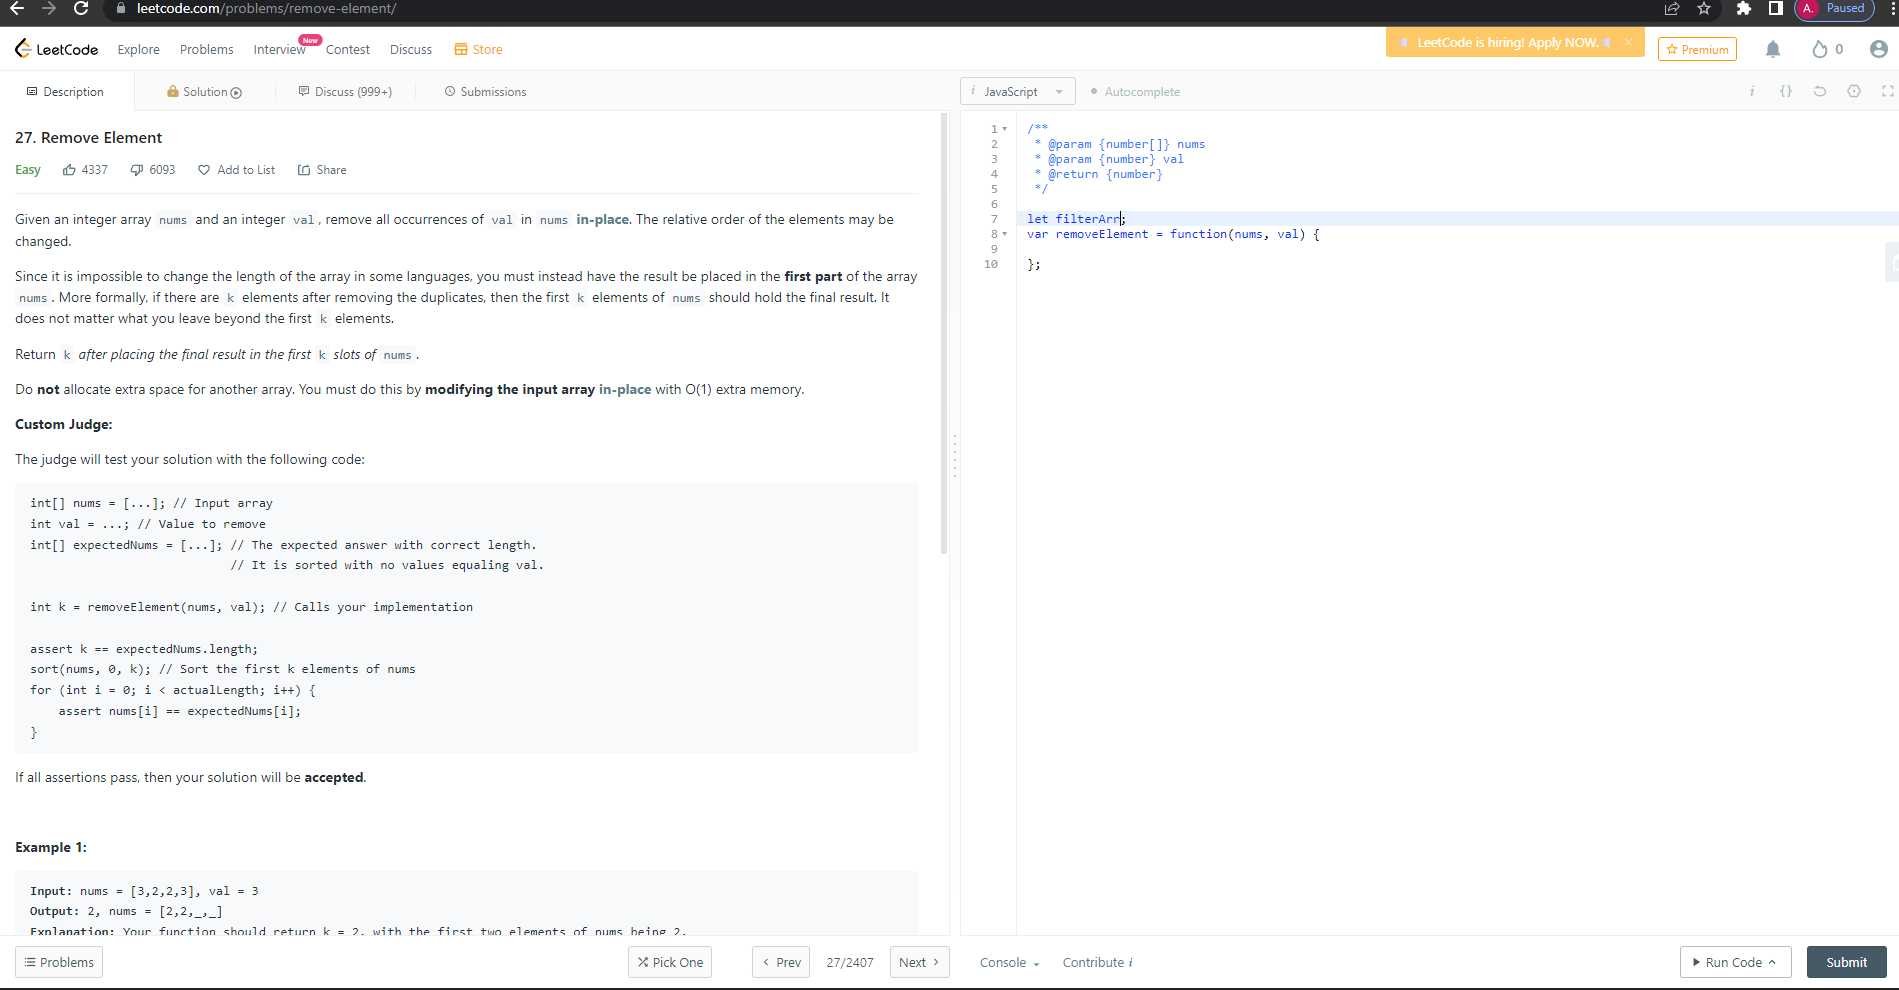 leetcode.com/problems/remove-element/
A. Paused
LeetCode Explore Problems Interview New Contest Discuss Store
LeetCode is hiring! Apply NOW. ×
Premium 0
Description Solution Discuss (999+) Submissions
i JavaScript Autocomplete i {}
27. Remove Element
Easy 4337 6093 Add to List Share
Given an integer array nums and an integer val, remove all occurrences of val in nums in-place. The relative order of the elements may be
changed.
Since it is impossible to change the length of the array in some languages, you must instead have the result be placed in the first part of the array
nums. More formally, if there are k elements after removing the duplicates, then the first k elements of nums should hold the final result. It
does not matter what you leave beyond the first k elements.
Return k after placing the final result in the first k slots of nums.
Do not allocate extra space for another array. You must do this by modifying the input array in-place with O(1) extra memory.
Custom Judge:
The judge will test your solution with the following code:
int[] nums = [...]; // Input array
int val = ...; // Value to remove
int[] expectedNums = [...]; // The expected answer with correct length.
// It is sorted with no values equaling val.
int k = removeElement(nums, val); // Calls your implementation
assert k == expectedNums.length;
sort(nums, 0, k); // Sort the first k elements of nums
for (int i = 0; i < actualLength; i++) {
assert nums[i] == expectedNums[i];
}
If all assertions pass, then your solution will be accepted.
Example 1:
Input: nums = [3,2,2,3], val = 3
Output: 2, nums = [2,2,_,_]
Explanation: Your function should return k = 2, with the first two elements of nums being 2.
1 /**
2 * @param {number[]} nums
3 * @param {number} val
4 * @return {number}
5 */
6
7 let filterArr;
8 var removeElement = function(nums, val) {
9
10 };
Problems Pick One Prev 27/2407 Next Console Contribute i Run Code Submit